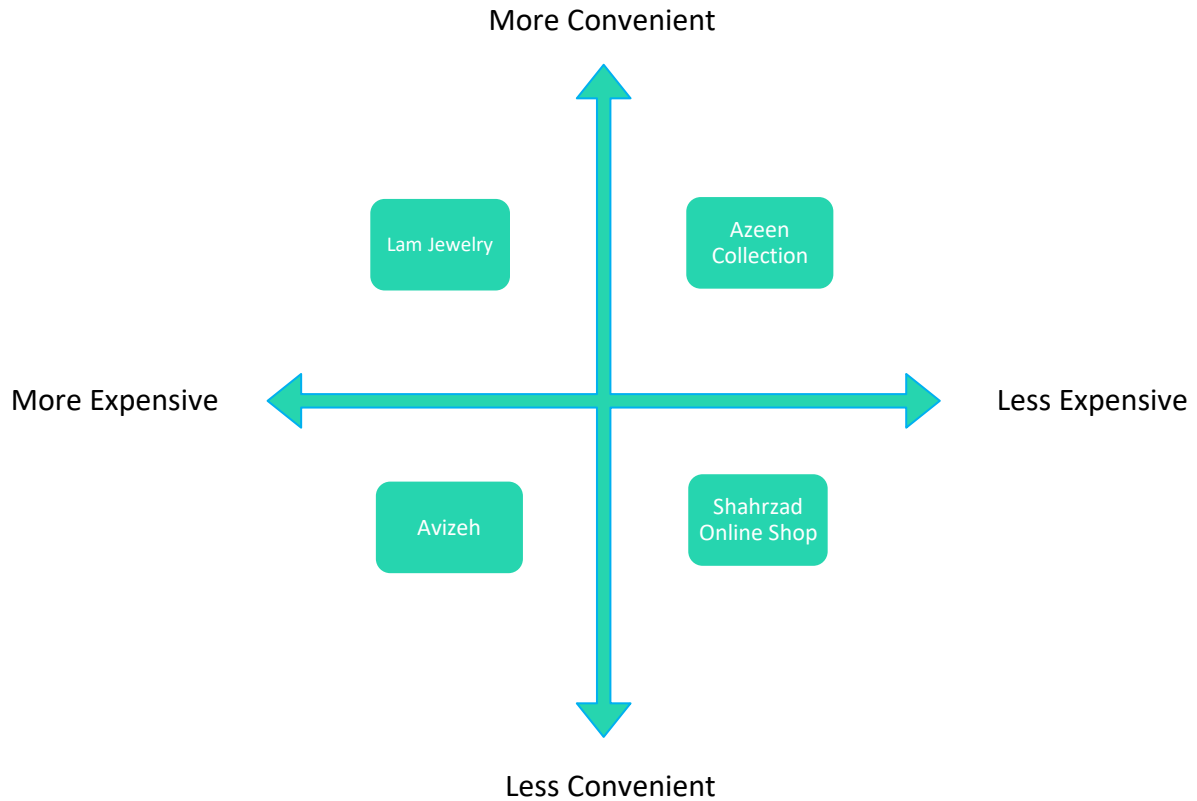 More Convenient
Lam Jewelry
Azeen
Collection
More Expensive
Less Expensive
Avizeh
Shahrzad
Online Shop
Less Convenient